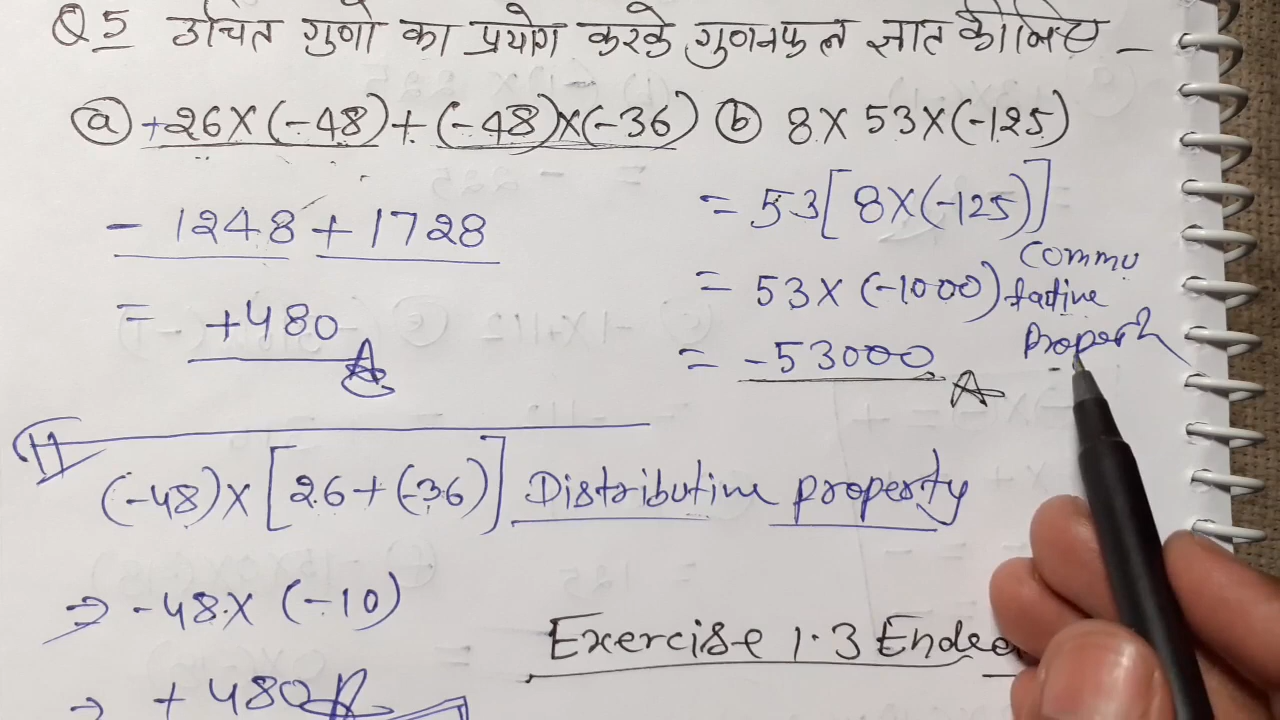 Q 5 उचित गुणो का प्रयोग करके गुणनफल ज्ञात कीजिए –
(a) +26×(-48)+(-48)×(-36) (b) 8×53×(-125)
- 1248 + 1728
= +480 A
= 53[8×(-125)]
= 53×(-1000)
= -53000 A
Commu
tative
Property
II
(-48)×[26+(-36)] Distributive property
⇒ -48×(-10)
⇒ +480 A
Exercise 1.3 Ended